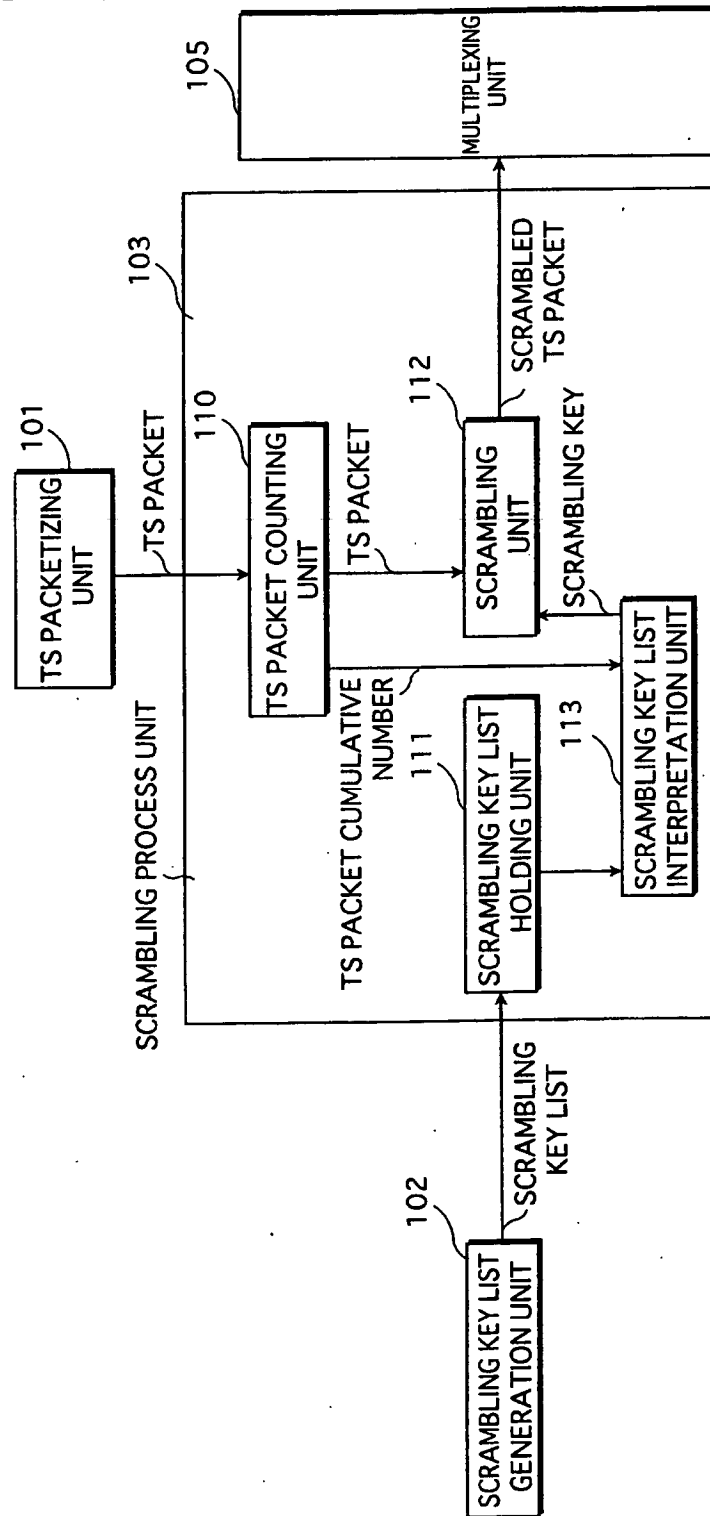 101
TS PACKETIZING
UNIT
TS PACKET
SCRAMBLING PROCESS UNIT
103
105
MULTIPLEXING
UNIT
110
TS PACKET COUNTING
UNIT
TS PACKET CUMULATIVE
NUMBER
TS PACKET
102
SCRAMBLING KEY LIST
GENERATION UNIT
SCRAMBLING
KEY LIST
111
SCRAMBLING KEY LIST
HOLDING UNIT
112
SCRAMBLING
UNIT
SCRAMBLED
TS PACKET
SCRAMBLING KEY
113
SCRAMBLING KEY LIST
INTERPRETATION UNIT